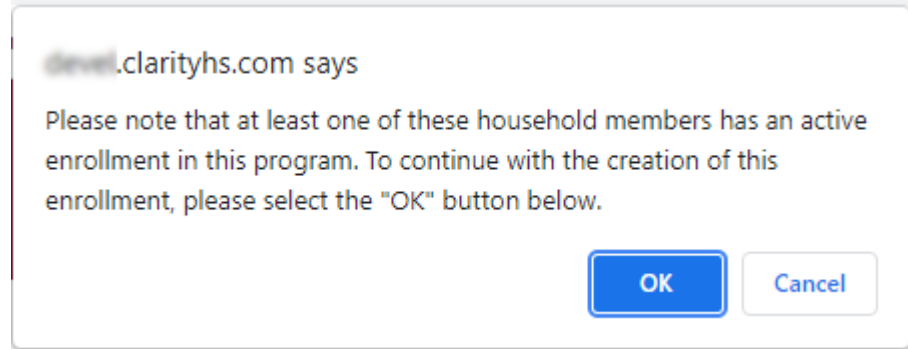 .clarityhs.com says
Please note that at least one of these household members has an active
enrollment in this program. To continue with the creation of this
enrollment, please select the "OK" button below.
OK Cancel